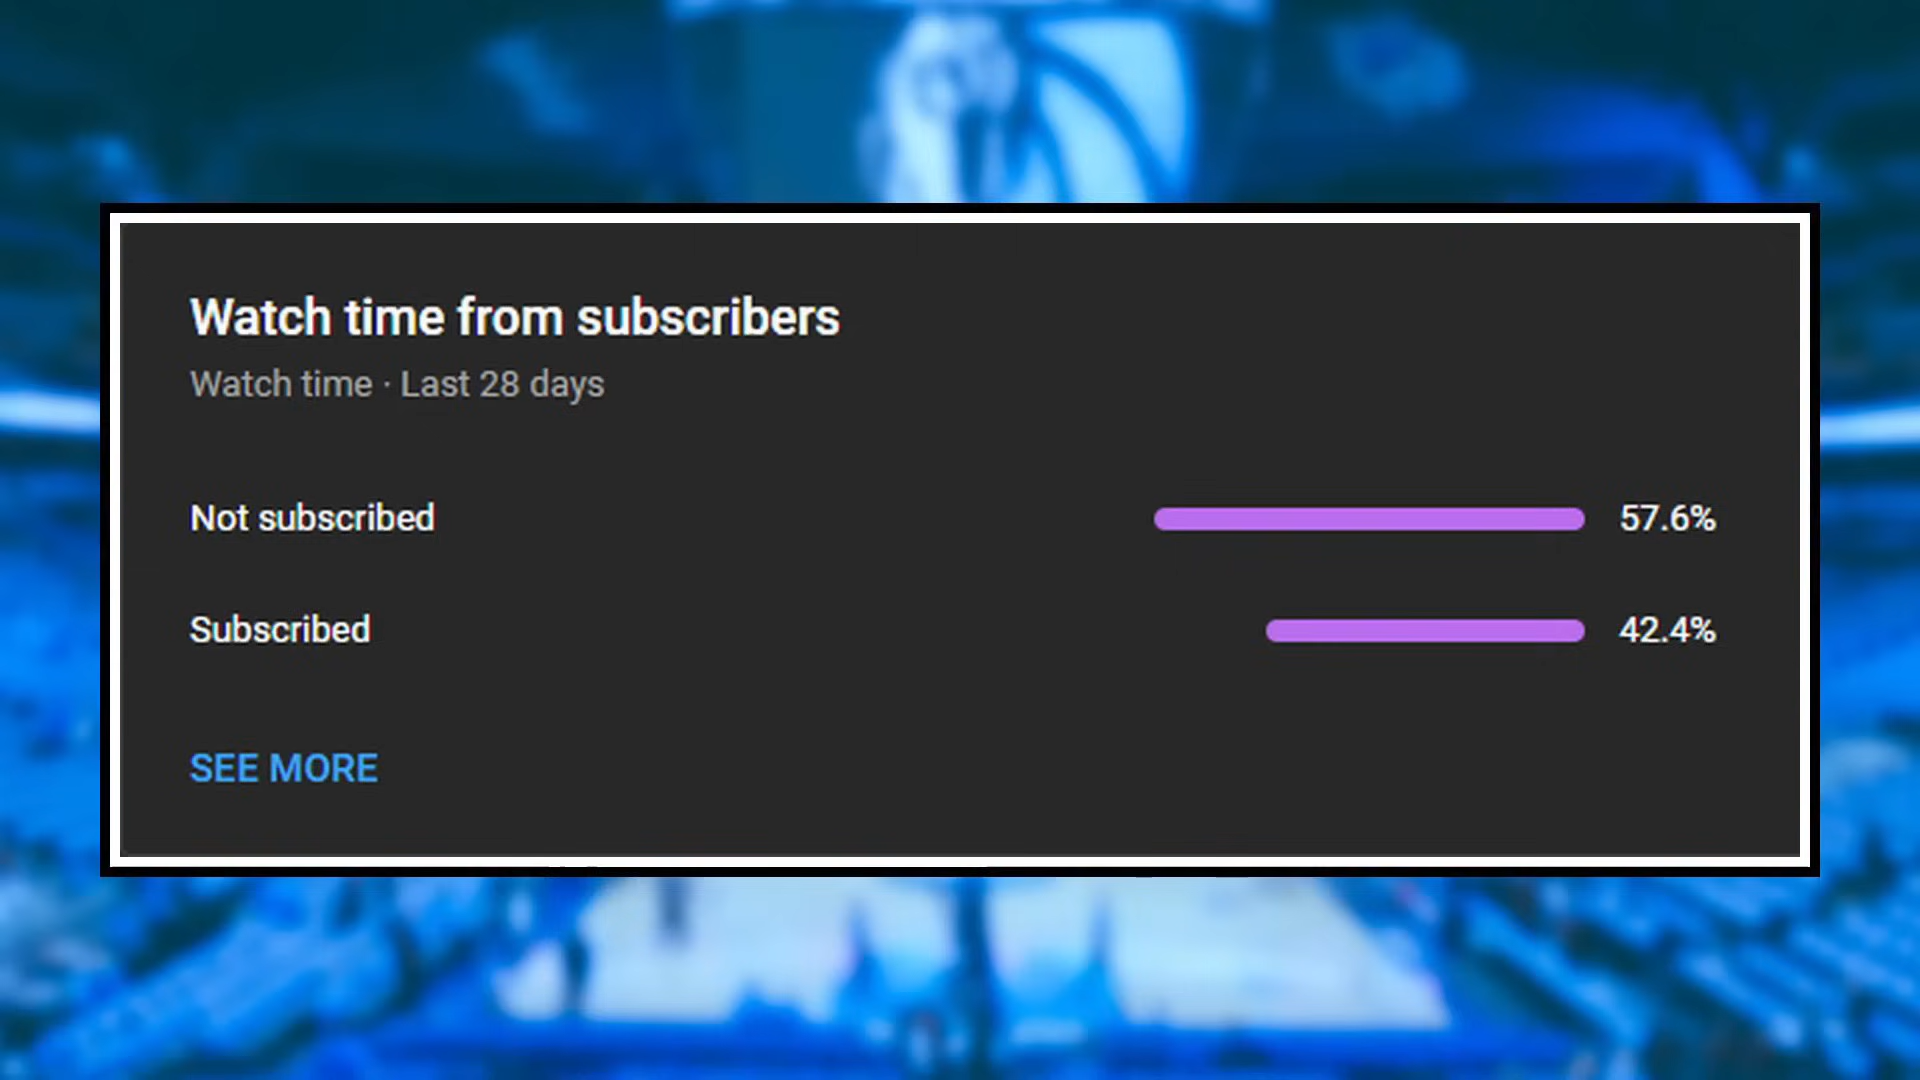 Watch time from subscribers
Watch time · Last 28 days
Not subscribed 57.6%
Subscribed 42.4%
SEE MORE